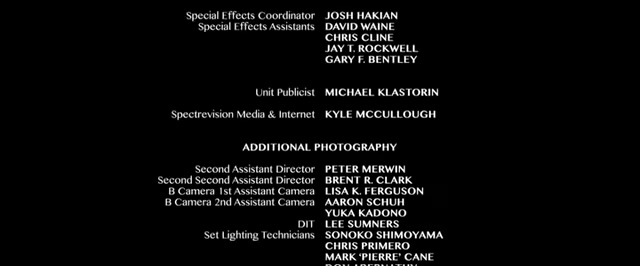 Special Effects Coordinator JOSH HAKIAN
Special Effects Assistants DAVID WAINE
CHRIS CLINE
JAY T. ROCKWELL
GARY F. BENTLEY
Unit Publicist MICHAEL KLASTORIN
Spectrevision Media & Internet KYLE MCCULLOUGH
ADDITIONAL PHOTOGRAPHY
Second Assistant Director PETER MERWIN
Second Second Assistant Director BRENT R. CLARK
B Camera 1st Assistant Camera LISA K. FERGUSON
B Camera 2nd Assistant Camera AARON SCHUH
YUKA KADONO
DIT LEE SUMNERS
Set Lighting Technicians SONOKO SHIMOYAMA
CHRIS PRIMERO
MARK ‘PIERRE’ CANE
DON ABERNATHY